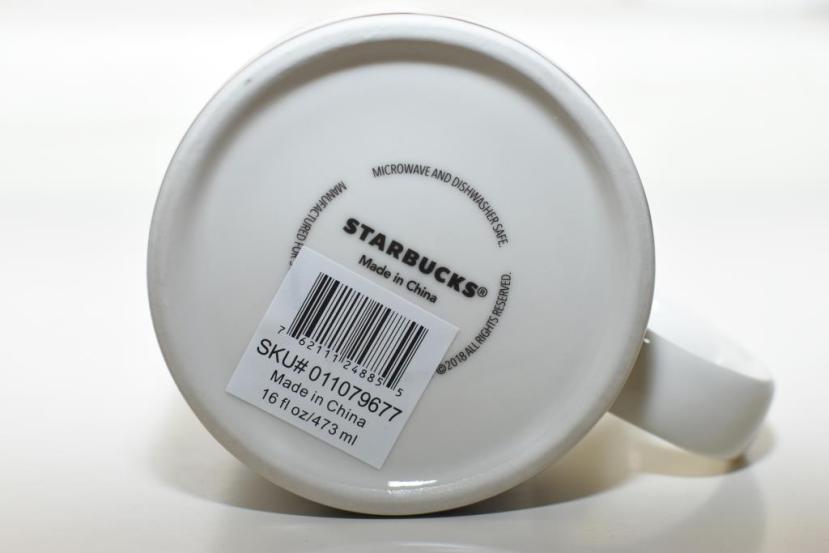 MICROWAVE AND DISHWASHER SAFE.
MANUFACTURED FOR
STARBUCKS®
Made in China
©2018 ALL RIGHTS RESERVED.
7 62111 24885 5
SKU# 011079677
Made in China
16 fl oz/473 ml